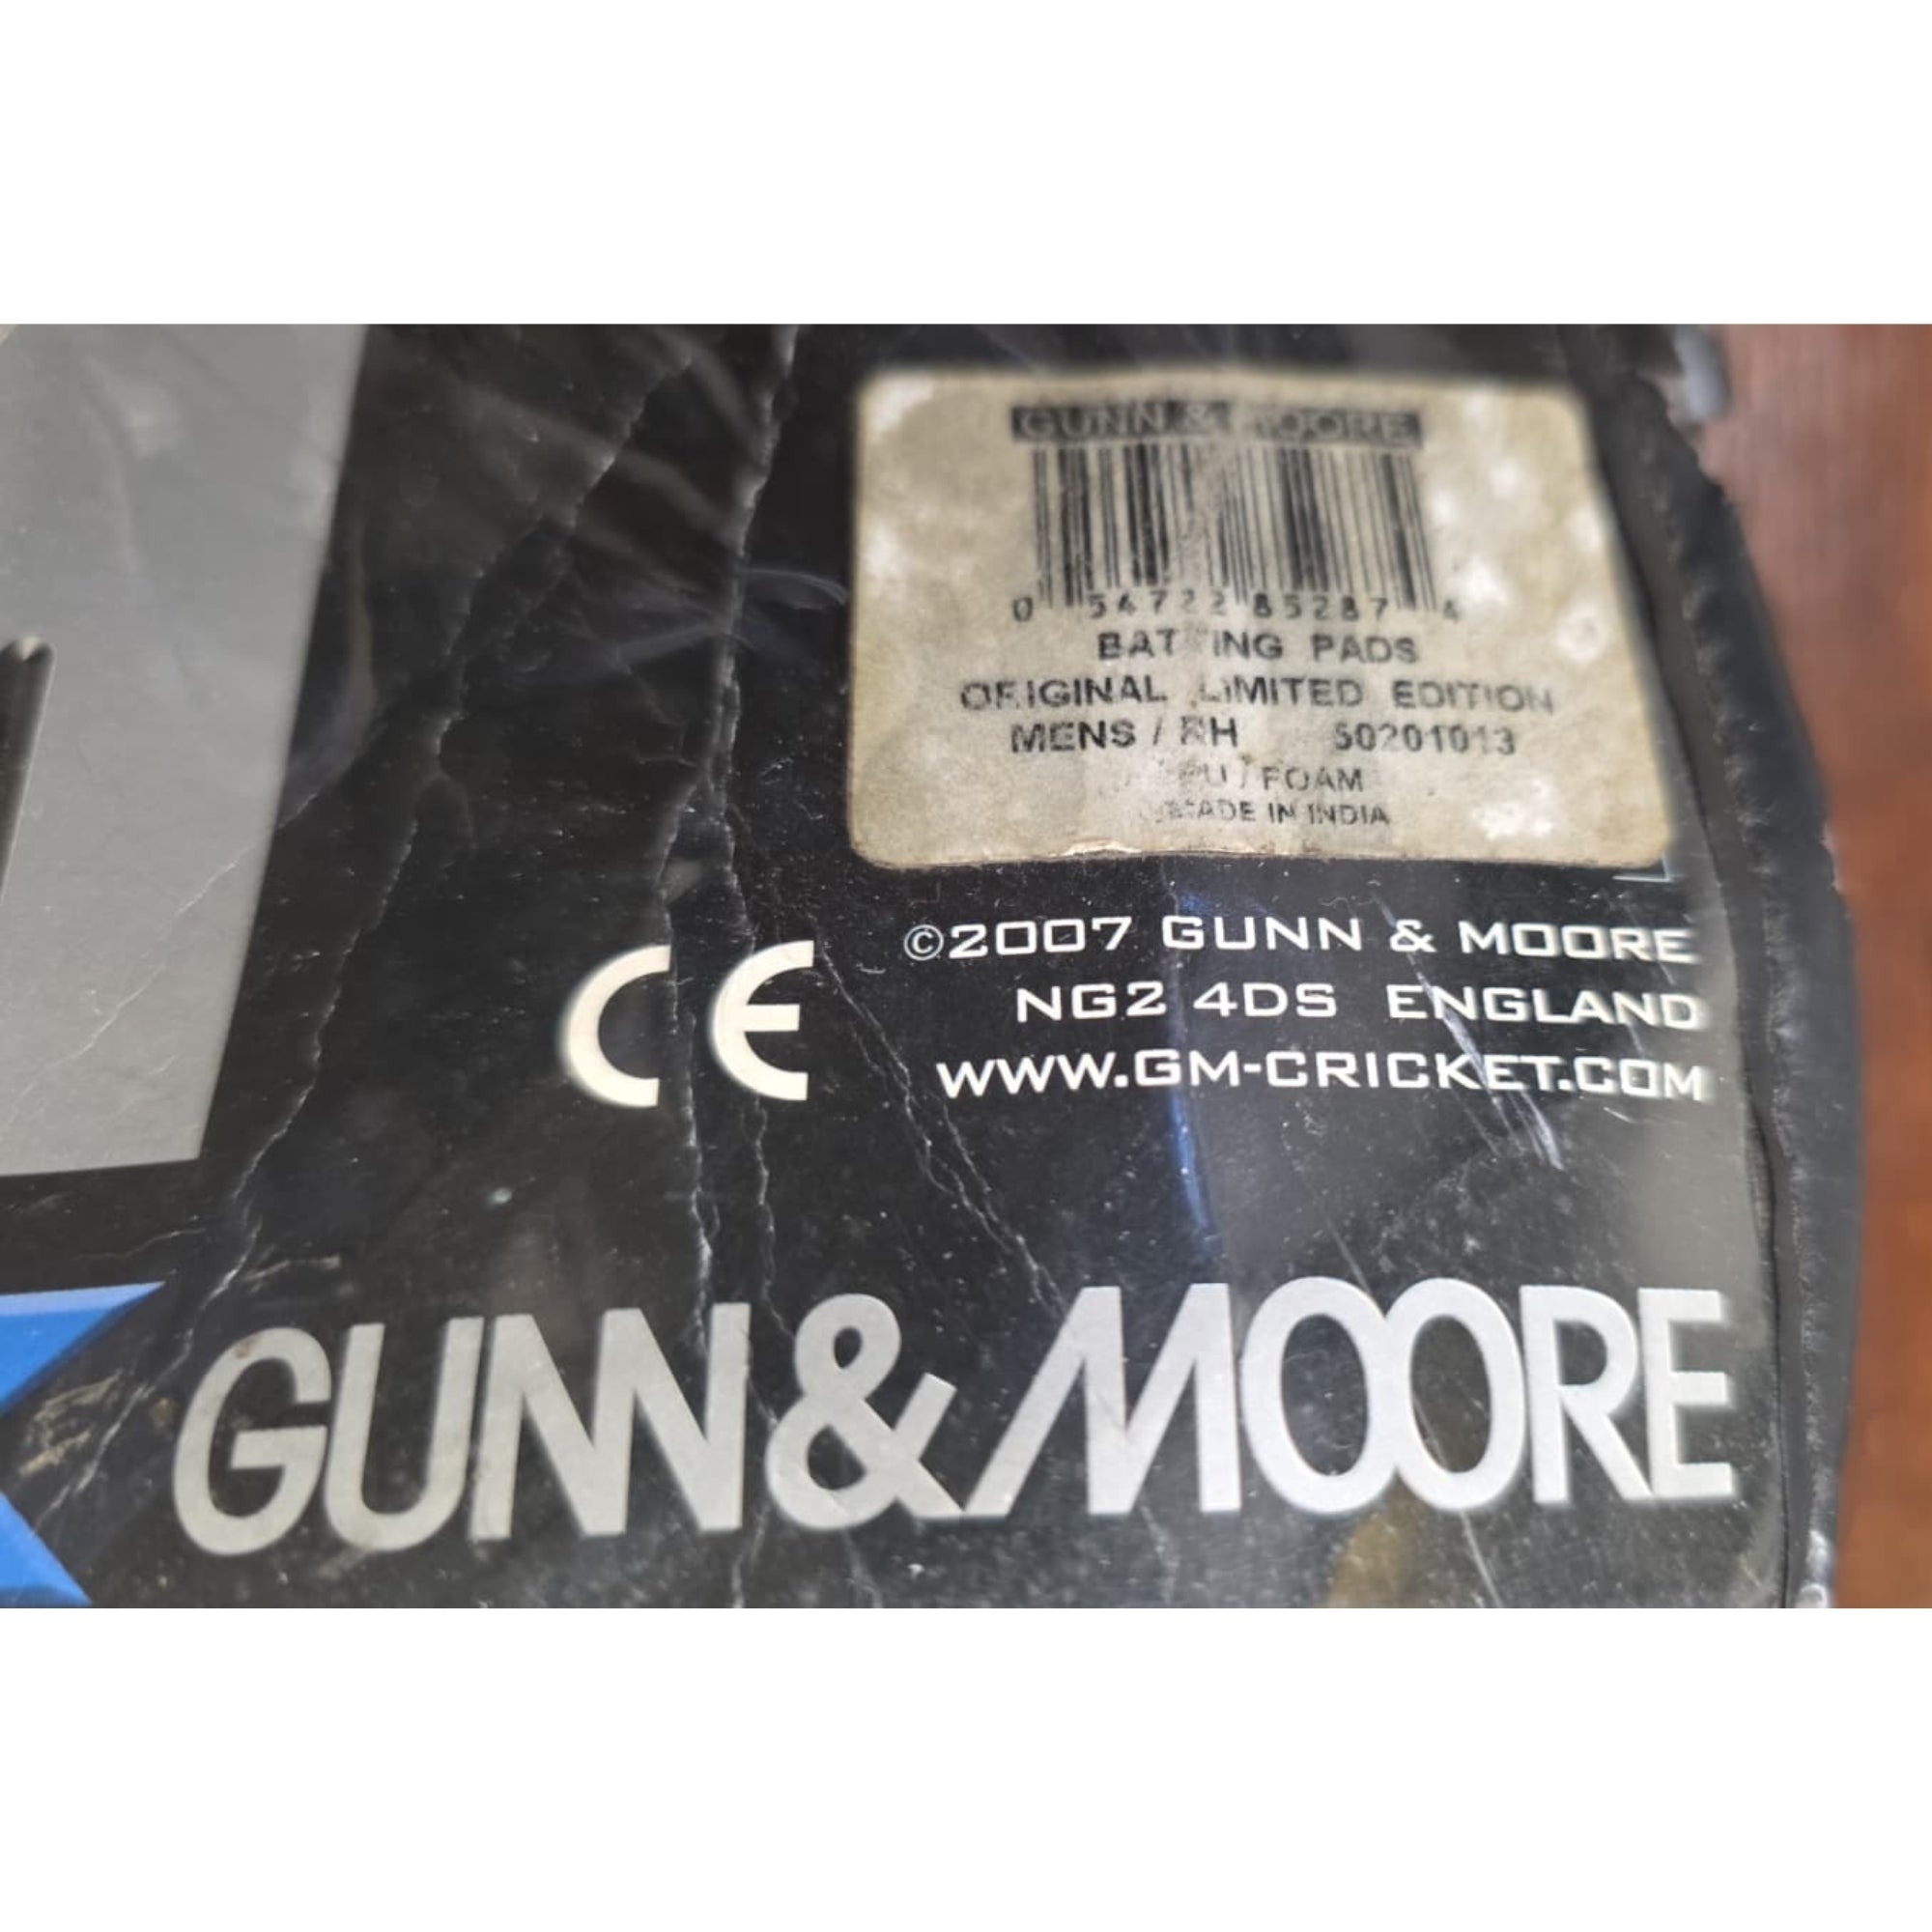 GUNN & MOORE
0 54722 85287 4
BATTING PADS
ORIGINAL LIMITED EDITION
MENS / RH 50201013
PU / FOAM
MADE IN INDIA
©2007 GUNN & MOORE
CE NG2 4DS ENGLAND
WWW.GM-CRICKET.COM
GUNN & MOORE